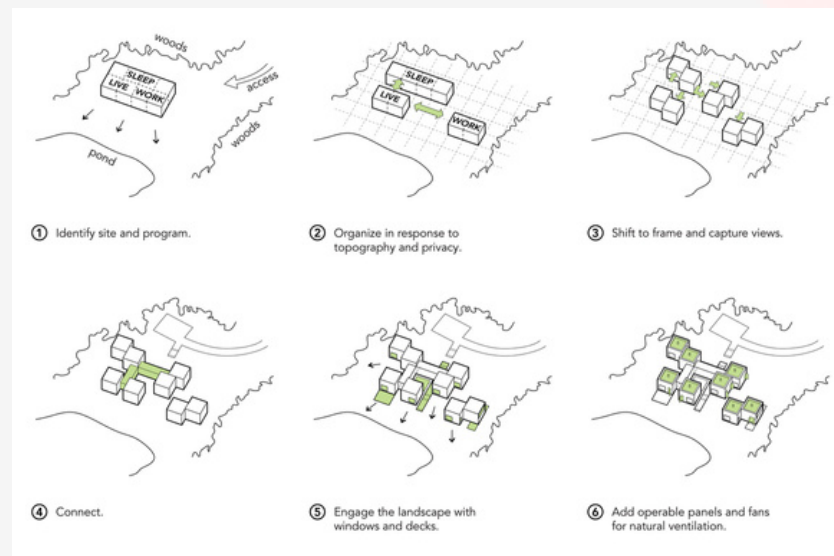 woods
SLEEP
LIVE WORK
access
woods
pond
SLEEP
LIVE
WORK
1 Identify site and program.
2 Organize in response to
topography and privacy.
3 Shift to frame and capture views.
4 Connect.
5 Engage the landscape with
windows and decks.
6 Add operable panels and fans
for natural ventilation.